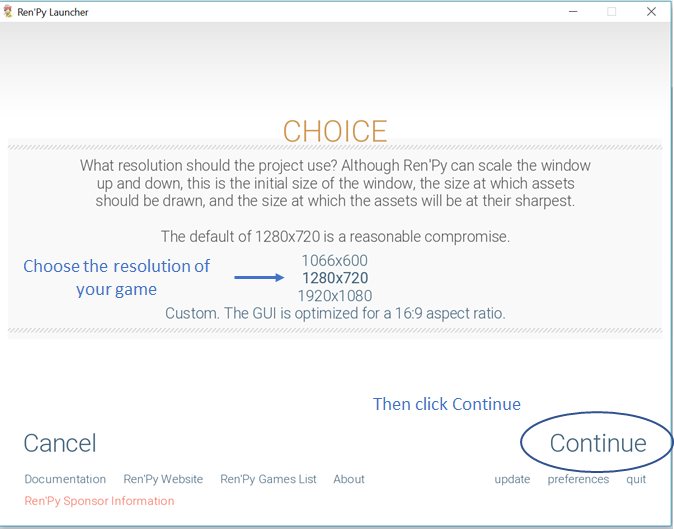 Ren'Py Launcher
CHOICE
What resolution should the project use? Although Ren'Py can scale the window
up and down, this is the initial size of the window, the size at which assets
should be drawn, and the size at which the assets will be at their sharpest.
The default of 1280x720 is a reasonable compromise.
Choose the resolution of
your game
1066x600
1280x720
1920x1080
Custom. The GUI is optimized for a 16:9 aspect ratio.
Then click Continue
Cancel
Continue
Documentation Ren'Py Website Ren'Py Games List About update preferences quit
Ren'Py Sponsor Information